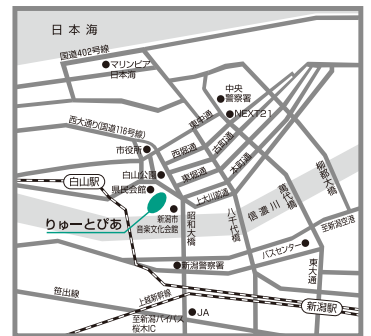 日本海
国道402号線
マリンピア
日本海
中央
警察署
NEXT21
西大通り(国道116号線)
東中通
市役所
西堀通
古町通
本町通
柳都大橋
白山公園
東堀通
白山駅
県民会館
上大川前通
りゅーとぴあ
新潟市
音楽文化会館
昭和大橋
八千代橋
信濃川
萬代橋
至新潟空港
バスセンター
東大通
新潟警察署
笹出線
上越新幹線
新潟駅
至新潟バイパス
桜木IC
JA